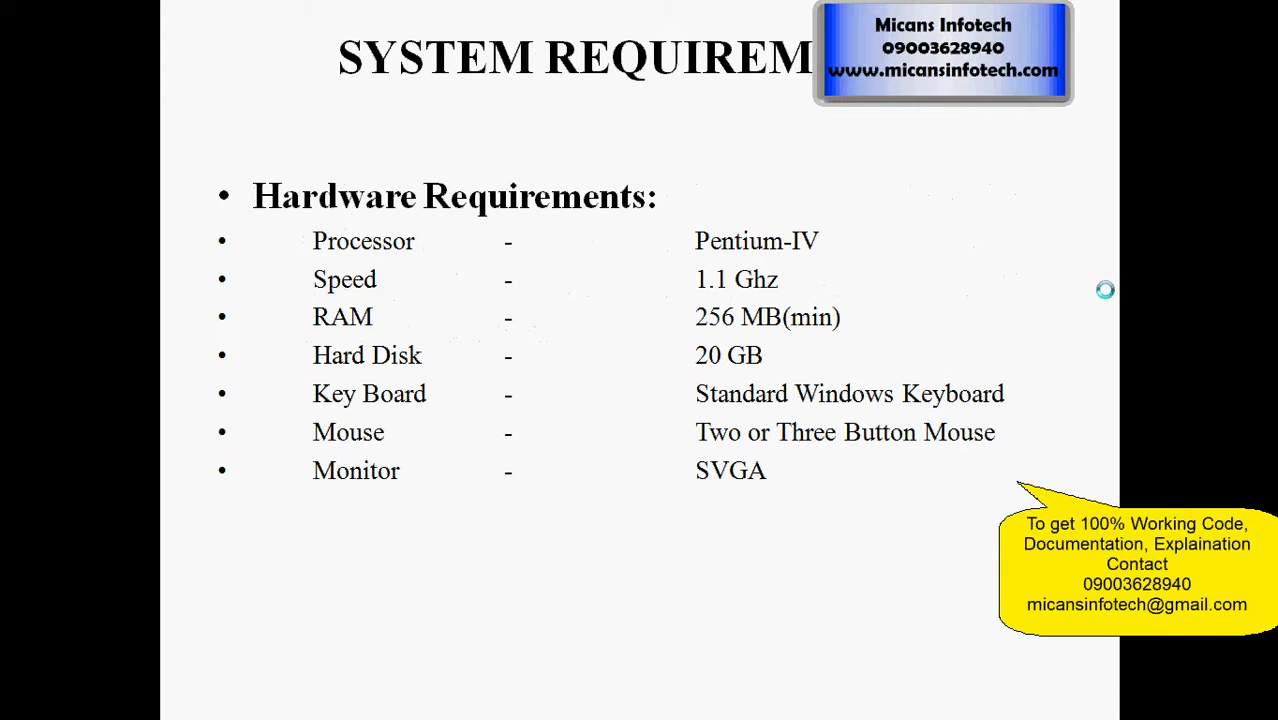 SYSTEM REQUIREM
Micans Infotech
09003628940
www.micansinfotech.com
• Hardware Requirements:
• Processor - Pentium-IV
• Speed - 1.1 Ghz
• RAM - 256 MB(min)
• Hard Disk - 20 GB
• Key Board - Standard Windows Keyboard
• Mouse - Two or Three Button Mouse
• Monitor - SVGA
To get 100% Working Code,
Documentation, Explaination
Contact
09003628940
micansinfotech@gmail.com